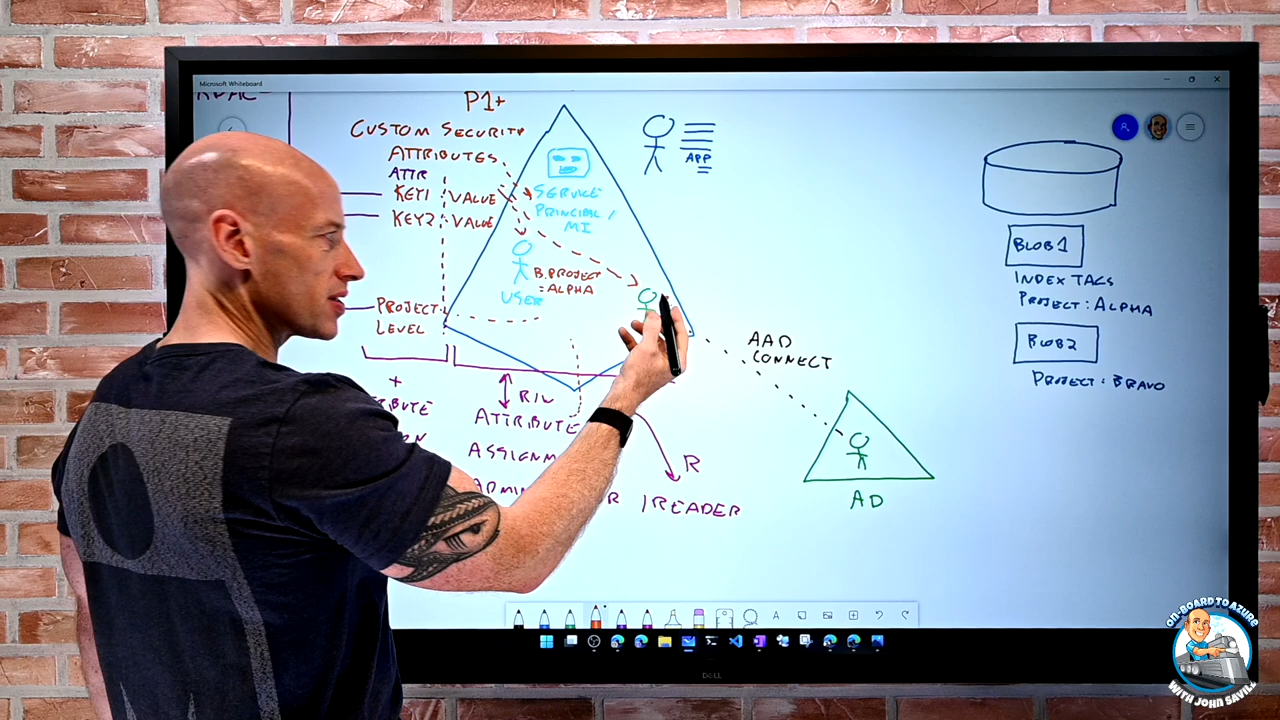 Microsoft Whiteboard
P1+
CUSTOM SECURITY
ATTRIBUTES
ATTR
KEY1 : VALUE
KEY2 : VALUE
PROJECT
LEVEL
+
SERVICE
PRINCIPAL /
MI
B.PROJECT
:ALPHA
USER
APP
R/W
ATTRIBUTE
ASSIGNM
R
R
/READER
AAD
CONNECT
AD
BLOB1
INDEX TAGS
PROJECT : ALPHA
BLOB2
PROJECT : BRAVO
DELL
ON-BOARD TO AZURE
WITH JOHN SAVILL